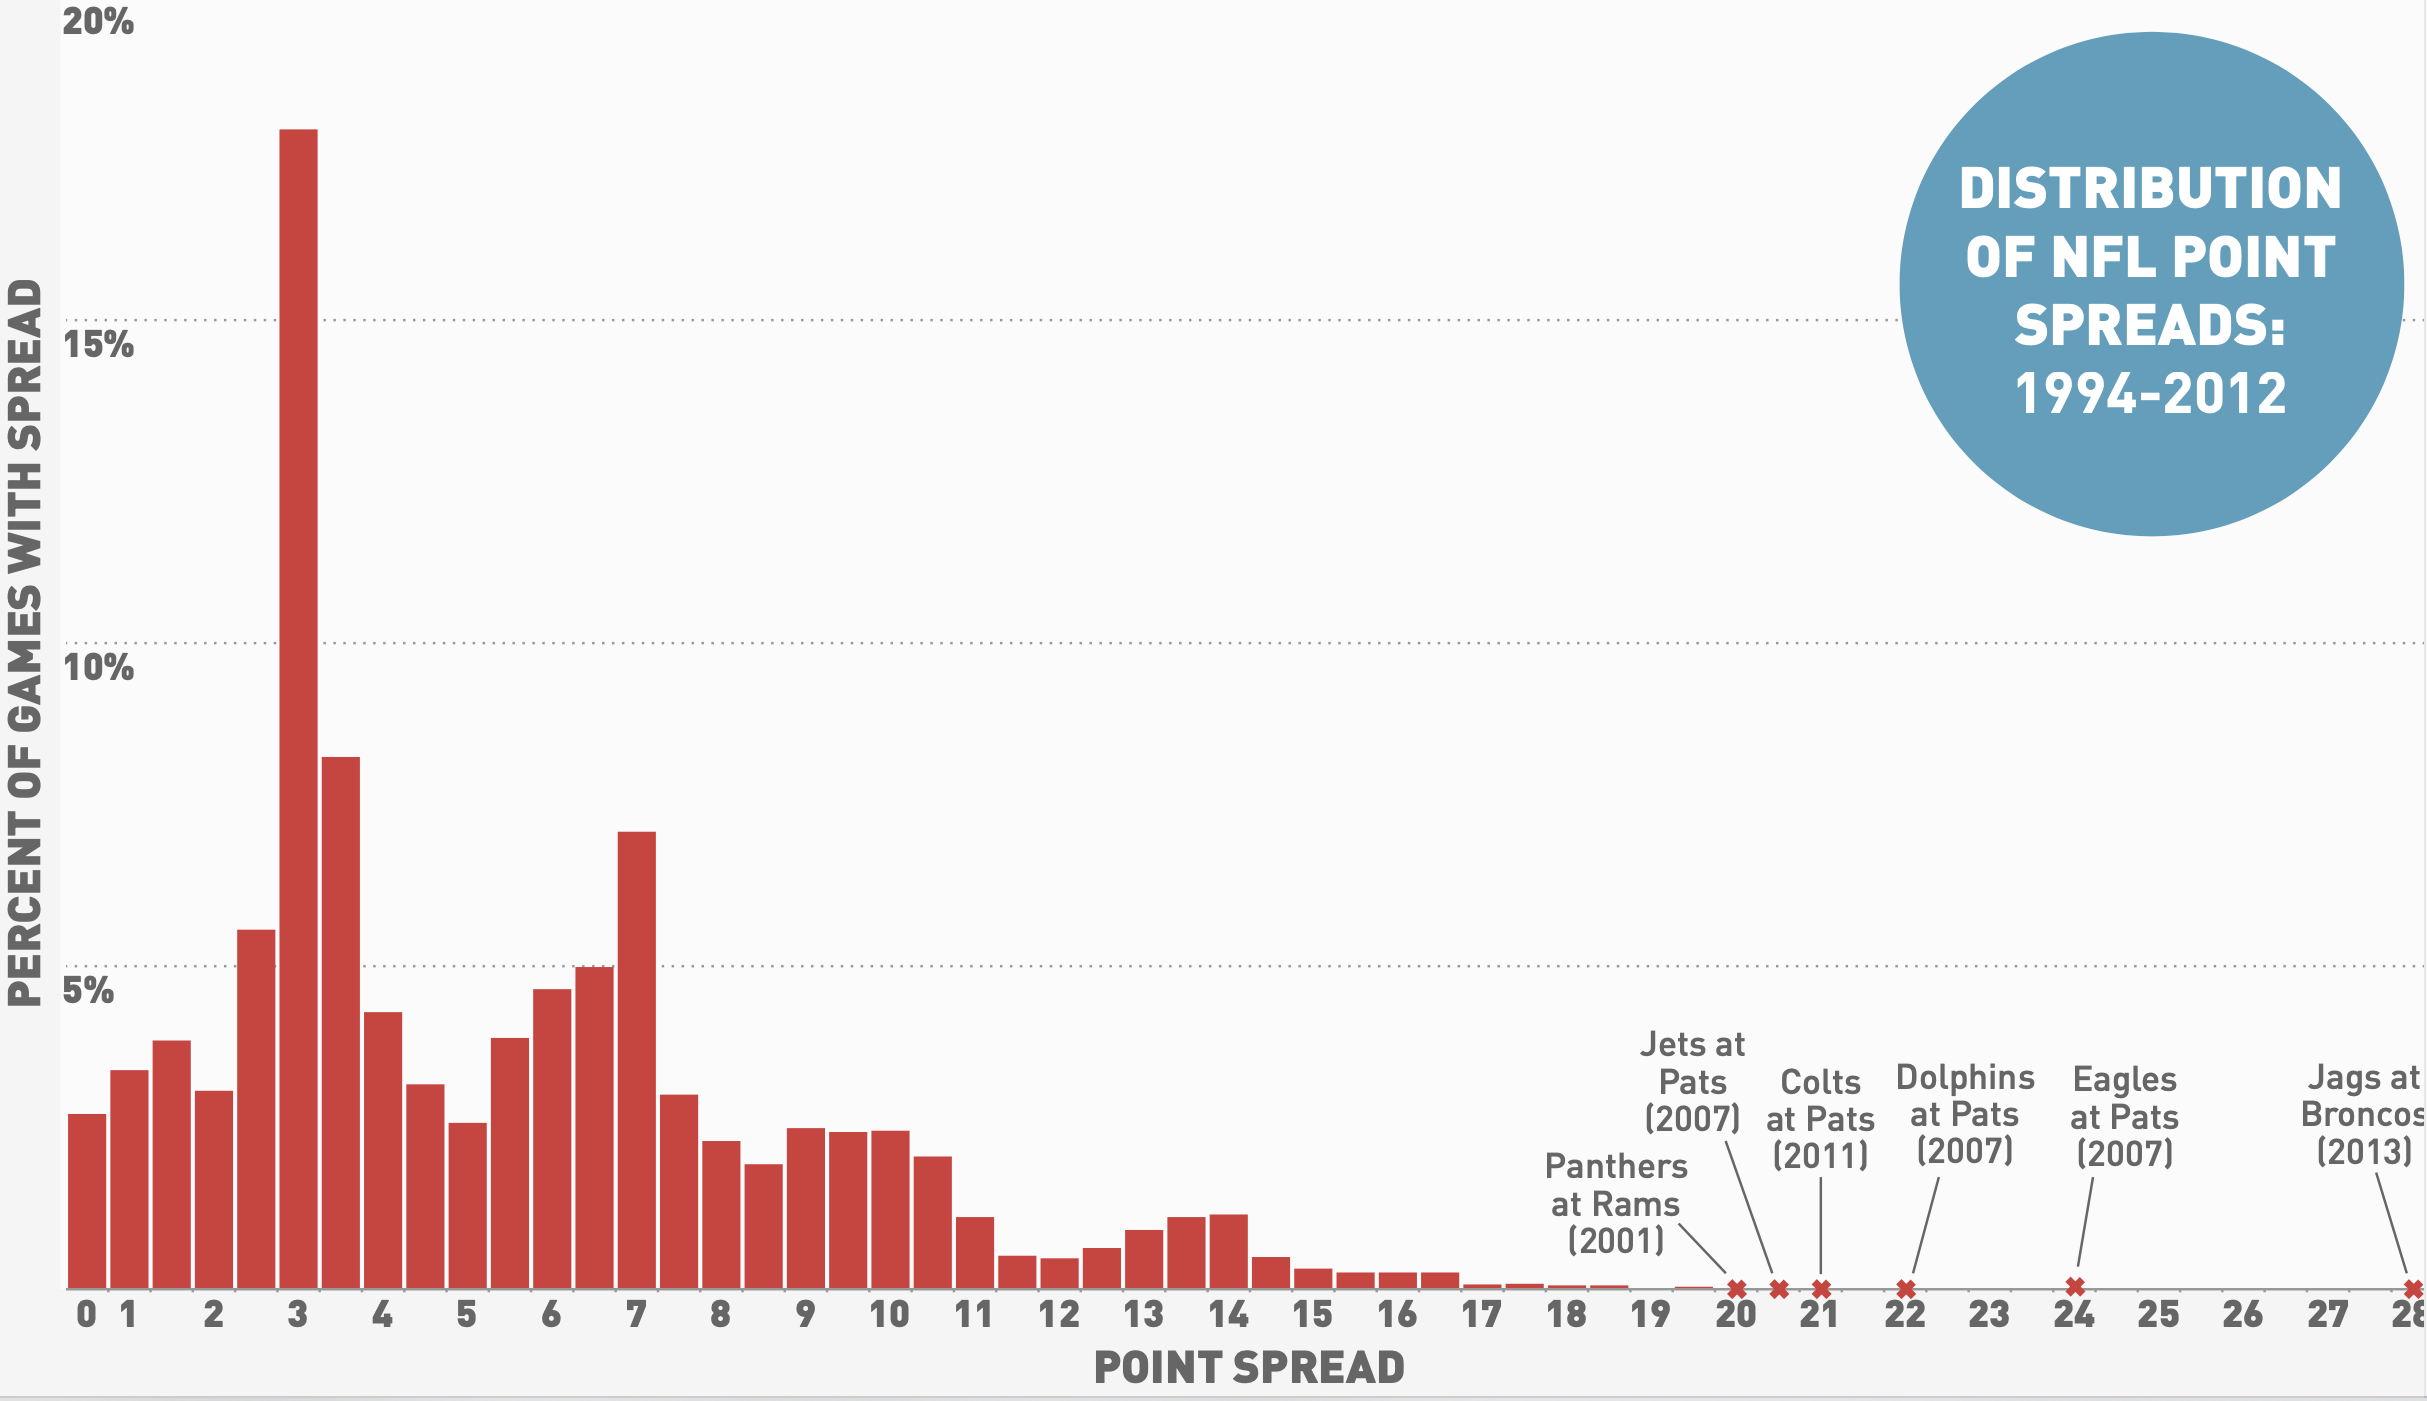 20%
15%
10%
5%
PERCENT OF GAMES WITH SPREAD
DISTRIBUTION
OF NFL POINT
SPREADS:
1994-2012
Panthers
at Rams
(2001)
Jets at
Pats
(2007)
Colts
at Pats
(2011)
Dolphins
at Pats
(2007)
Eagles
at Pats
(2007)
Jags at
Broncos
(2013)
0 1 2 3 4 5 6 7 8 9 10 11 12 13 14 15 16 17 18 19 20 21 22 23 24 25 26 27 28
POINT SPREAD